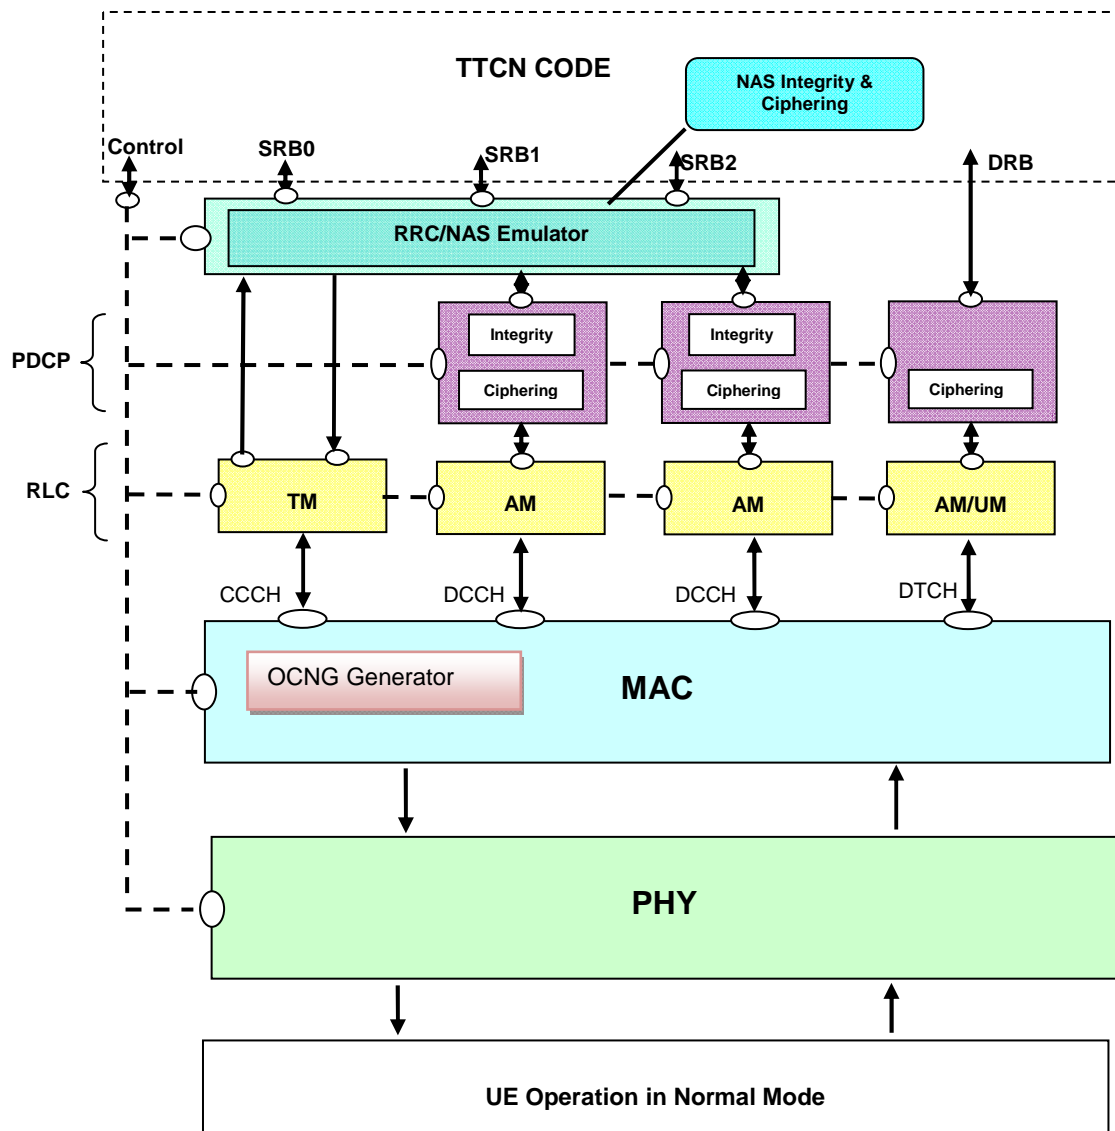 TTCN CODE
NAS Integrity &
Ciphering
Control
SRB0
SRB1
SRB2
DRB
RRC/NAS Emulator
PDCP
Integrity
Ciphering
Integrity
Ciphering
Ciphering
RLC
TM
AM
AM
AM/UM
CCCH
DCCH
DCCH
DTCH
OCNG Generator
MAC
PHY
UE Operation in Normal Mode